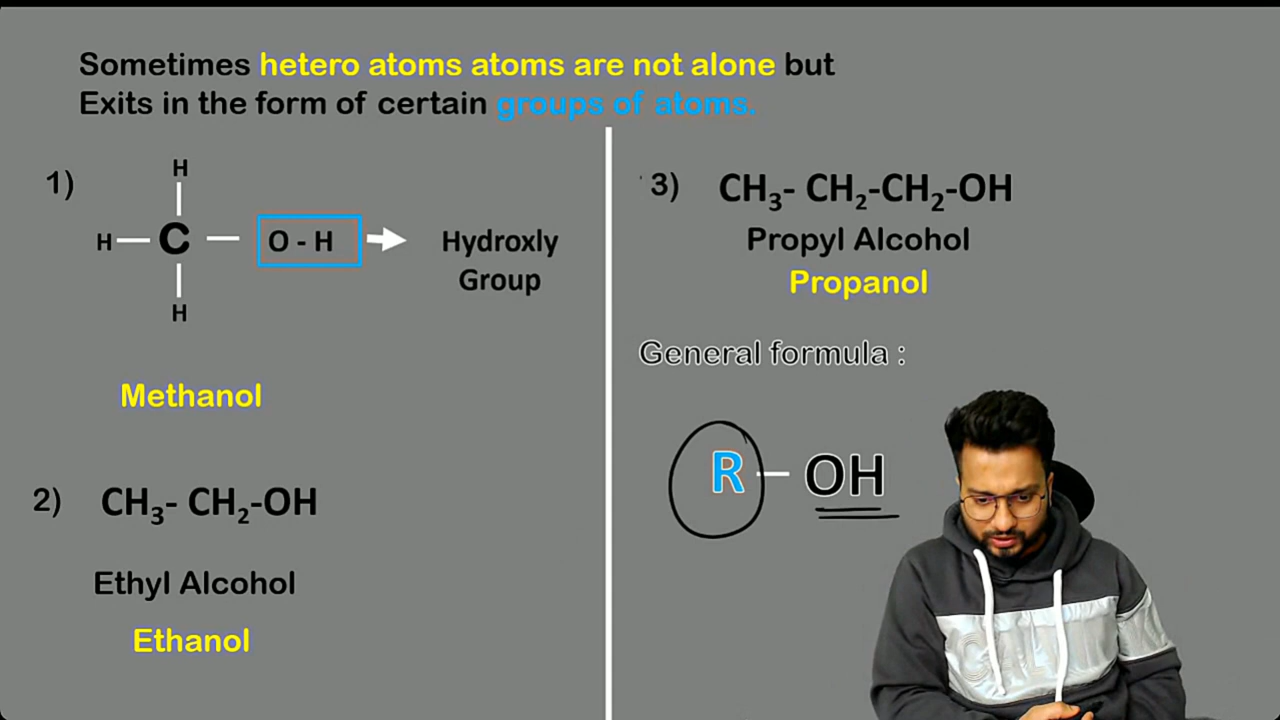 Sometimes hetero atoms atoms are not alone but
Exits in the form of certain groups of atoms.
1)
H
H — C — O - H
Hydroxly
Group
H
Methanol
2) CH₃- CH₂-OH
Ethyl Alcohol
Ethanol
3) CH₃- CH₂-CH₂-OH
Propyl Alcohol
Propanol
General formula :
R — OH